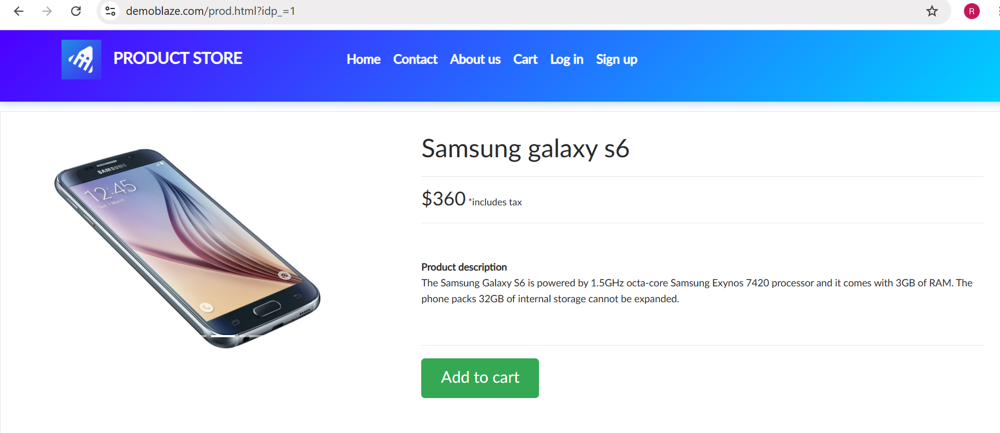 demoblaze.com/prod.html?idp_=1
R
PRODUCT STORE
Home Contact About us Cart Log in Sign up
Samsung galaxy s6
SAMSUNG
12:45
Sun, 1 March
$360 *includes tax
Product description
The Samsung Galaxy S6 is powered by 1.5GHz octa-core Samsung Exynos 7420 processor and it comes with 3GB of RAM. The
phone packs 32GB of internal storage cannot be expanded.
Add to cart